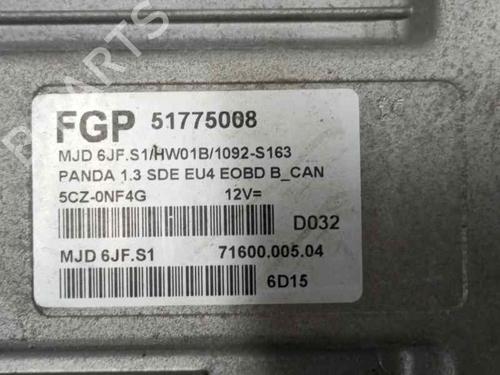 FGP 51775008
MJD 6JF.S1/HW01B/1092-S163
PANDA 1.3 SDE EU4 EOBD B_CAN
5CZ-0NF4G 12V=
D032
MJD 6JF.S1 71600.005.04
6D15